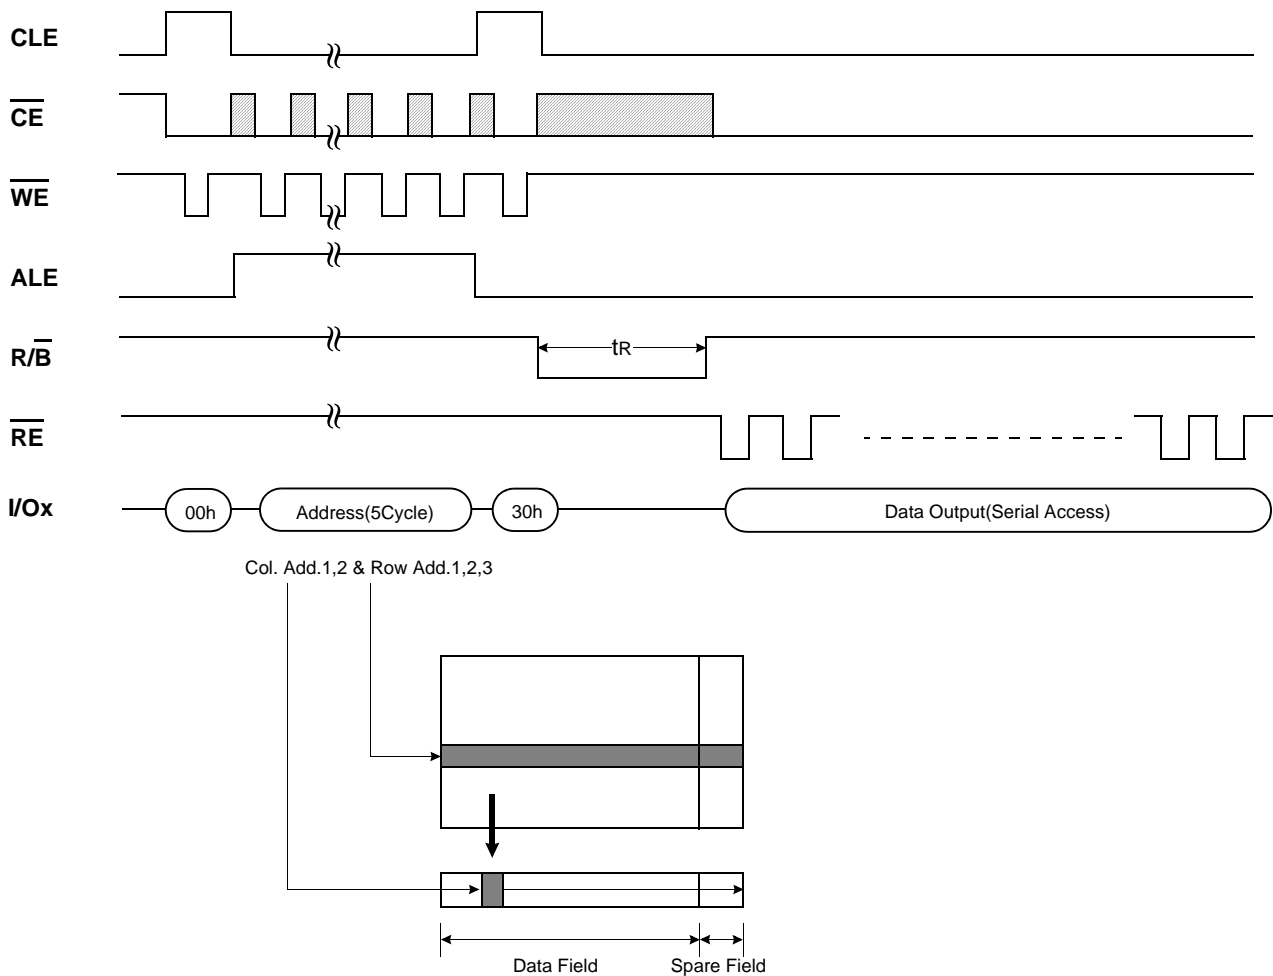 CLE
CE
WE
ALE
R/B
tR
RE
I/Ox
00h
Address(5Cycle)
30h
Data Output(Serial Access)
Col. Add.1,2 & Row Add.1,2,3
Data Field
Spare Field